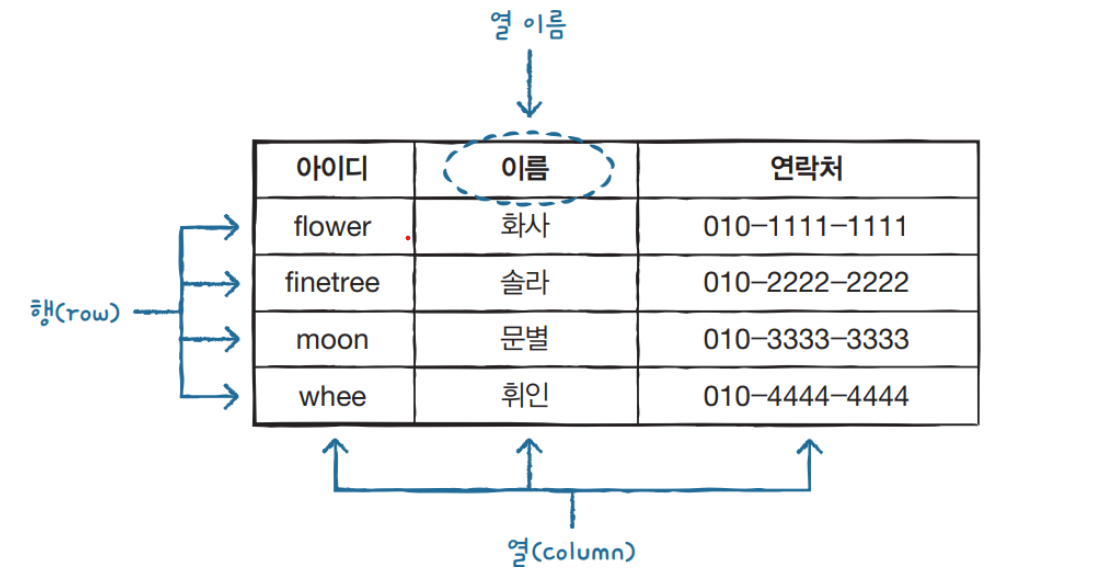 열 이름
아이디 이름 연락처
flower 화사 010-1111-1111
finetree 솔라 010-2222-2222
행(row)
moon 문별 010-3333-3333
whee 휘인 010-4444-4444
열(column)